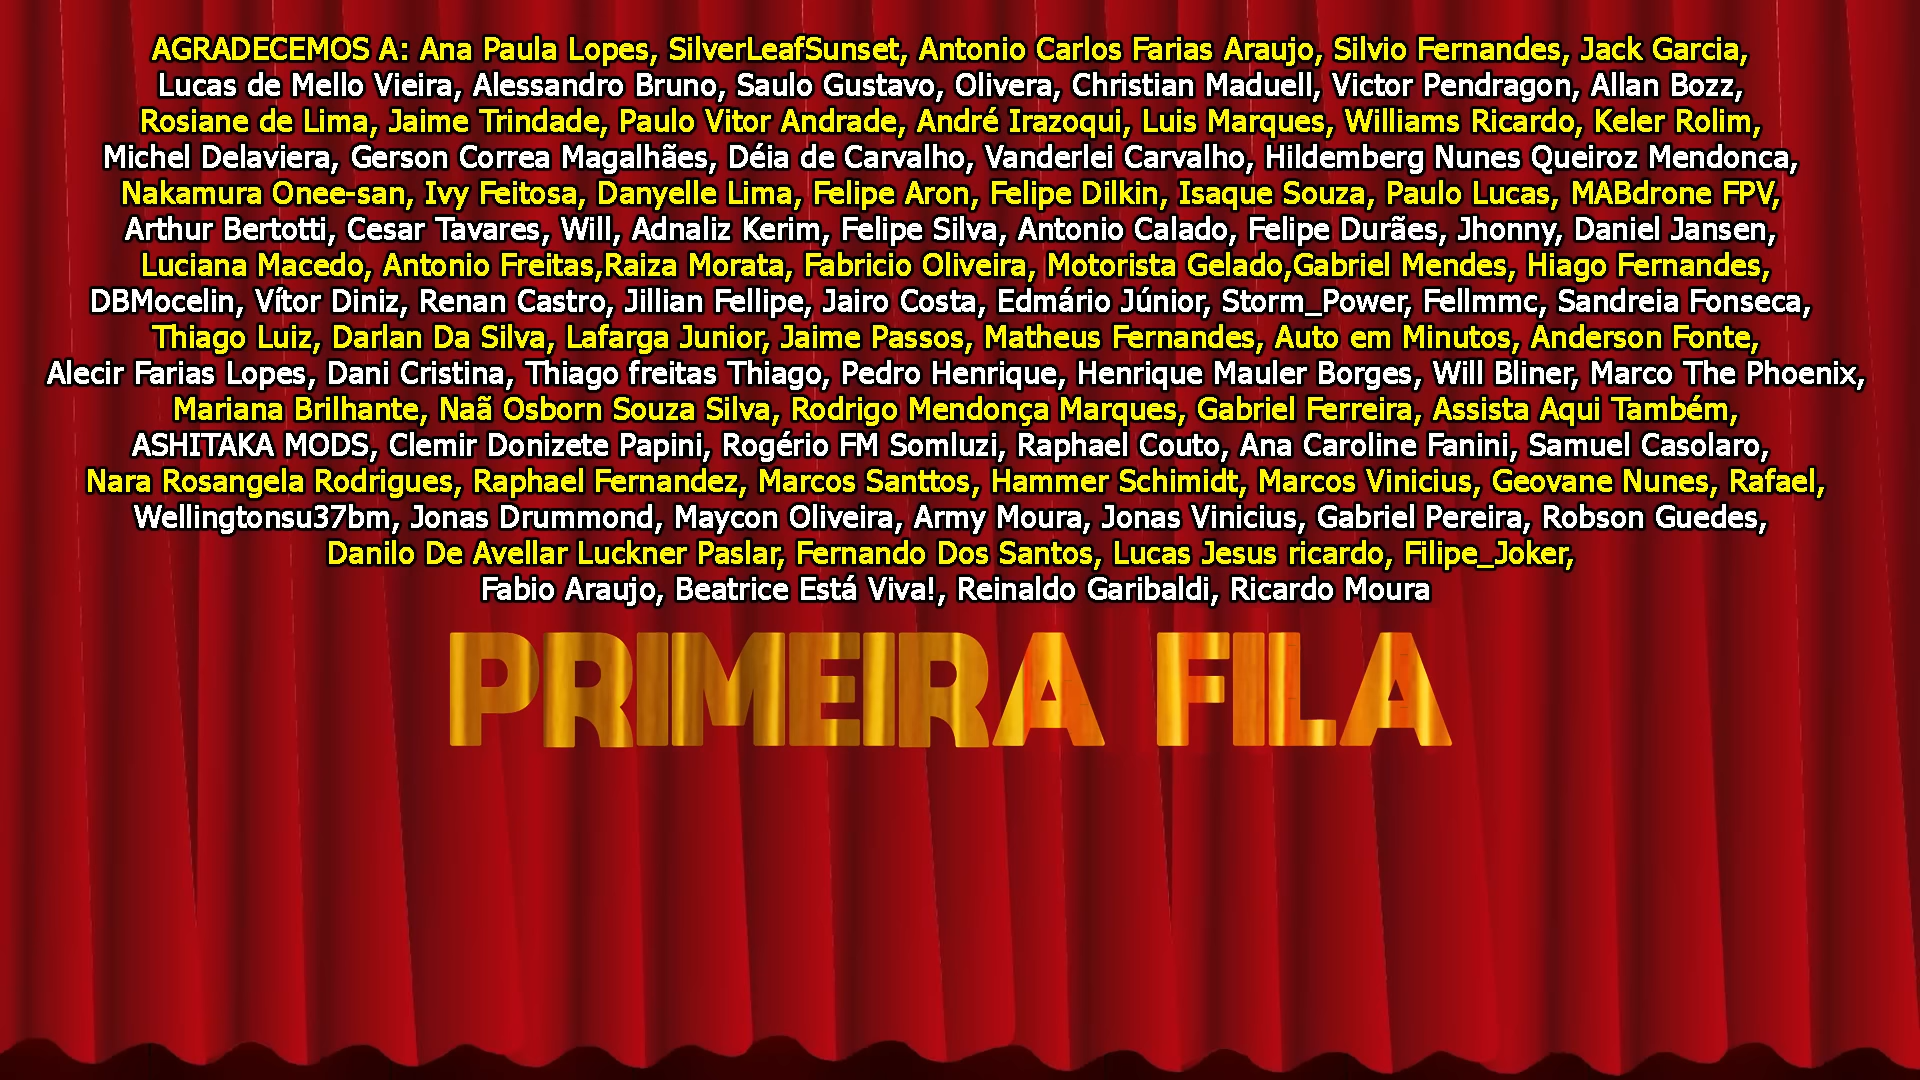 AGRADECEMOS A: Ana Paula Lopes, SilverLeafSunset, Antonio Carlos Farias Araujo, Silvio Fernandes, Jack Garcia,
Lucas de Mello Vieira, Alessandro Bruno, Saulo Gustavo, Olivera, Christian Maduell, Victor Pendragon, Allan Bozz,
Rosiane de Lima, Jaime Trindade, Paulo Vitor Andrade, André Irazoqui, Luis Marques, Williams Ricardo, Keler Rolim,
Michel Delaviera, Gerson Correa Magalhães, Déia de Carvalho, Vanderlei Carvalho, Hildemberg Nunes Queiroz Mendonca,
Nakamura Onee-san, Ivy Feitosa, Danyelle Lima, Felipe Aron, Felipe Dilkin, Isaque Souza, Paulo Lucas, MABdrone FPV,
Arthur Bertotti, Cesar Tavares, Will, Adnaliz Kerim, Felipe Silva, Antonio Calado, Felipe Durães, Jhonny, Daniel Jansen,
Luciana Macedo, Antonio Freitas,Raiza Morata, Fabricio Oliveira, Motorista Gelado,Gabriel Mendes, Hiago Fernandes,
DBMocelin, Vítor Diniz, Renan Castro, Jillian Fellipe, Jairo Costa, Edmário Júnior, Storm_Power, Fellmmc, Sandreia Fonseca,
Thiago Luiz, Darlan Da Silva, Lafarga Junior, Jaime Passos, Matheus Fernandes, Auto em Minutos, Anderson Fonte,
Alecir Farias Lopes, Dani Cristina, Thiago freitas Thiago, Pedro Henrique, Henrique Mauler Borges, Will Bliner, Marco The Phoenix,
Mariana Brilhante, Naã Osborn Souza Silva, Rodrigo Mendonça Marques, Gabriel Ferreira, Assista Aqui Também,
ASHITAKA MODS, Clemir Donizete Papini, Rogério FM Somluzi, Raphael Couto, Ana Caroline Fanini, Samuel Casolaro,
Nara Rosangela Rodrigues, Raphael Fernandez, Marcos Santtos, Hammer Schimidt, Marcos Vinicius, Geovane Nunes, Rafael,
Wellingtonsu37bm, Jonas Drummond, Maycon Oliveira, Army Moura, Jonas Vinicius, Gabriel Pereira, Robson Guedes,
Danilo De Avellar Luckner Paslar, Fernando Dos Santos, Lucas Jesus ricardo, Filipe_Joker,
Fabio Araujo, Beatrice Está Viva!, Reinaldo Garibaldi, Ricardo Moura
PRIMEIRA FILA